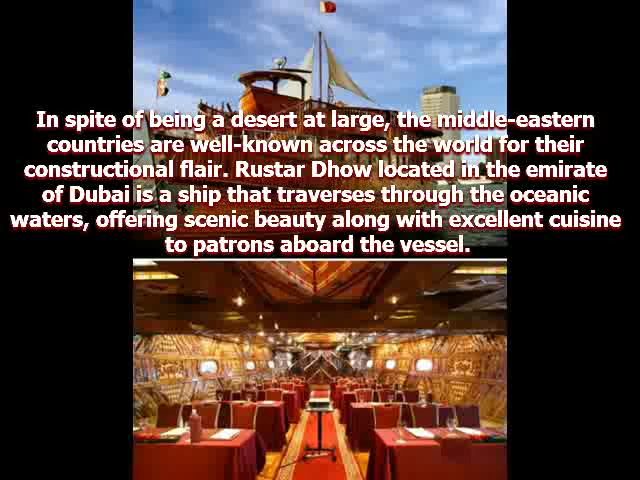 In spite of being a desert at large, the middle-eastern
countries are well-known across the world for their
constructional flair. Rustar Dhow located in the emirate
of Dubai is a ship that traverses through the oceanic
waters, offering scenic beauty along with excellent cuisine
to patrons aboard the vessel.